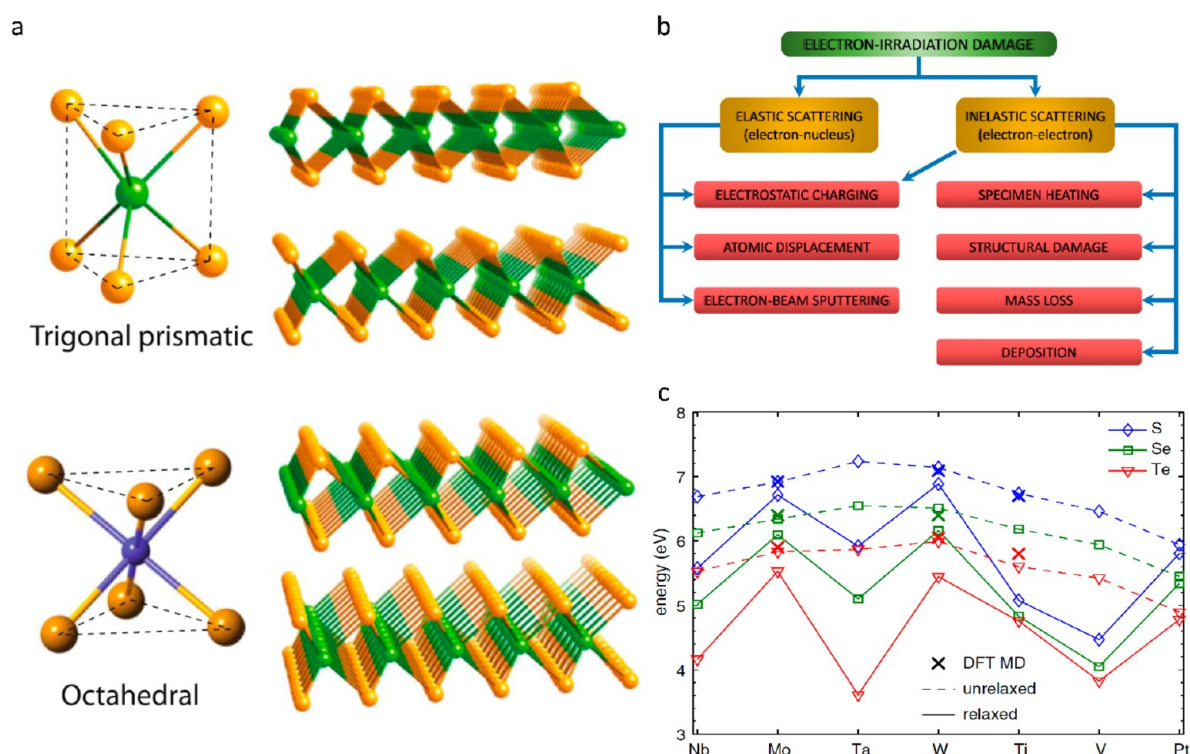 a
Trigonal prismatic
Octahedral
b
ELECTRON-IRRADIATION DAMAGE
ELASTIC SCATTERING
(electron-nucleus)
INELASTIC SCATTERING
(electron-electron)
ELECTROSTATIC CHARGING
SPECIMEN HEATING
ATOMIC DISPLACEMENT
STRUCTURAL DAMAGE
ELECTRON-BEAM SPUTTERING
MASS LOSS
DEPOSITION
c
8
7
6
5
4
3
energy (eV)
S
Se
Te
DFT MD
unrelaxed
relaxed
Nb Mo Ta W Ti V Pt